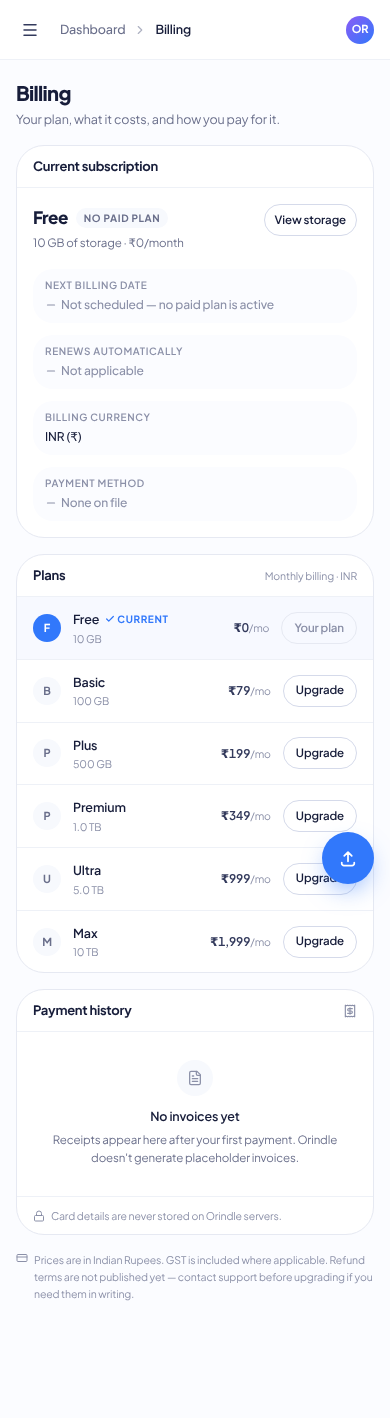 Dashboard > Billing
OR
Billing
Your plan, what it costs, and how you pay for it.
Current subscription
Free NO PAID PLAN
View storage
10 GB of storage · ₹0/month
NEXT BILLING DATE
— Not scheduled — no paid plan is active
RENEWS AUTOMATICALLY
— Not applicable
BILLING CURRENCY
INR (₹)
PAYMENT METHOD
— None on file
Plans
Monthly billing · INR
F
Free ✓ CURRENT
10 GB
₹0/mo
Your plan
B
Basic
100 GB
₹79/mo
Upgrade
P
Plus
500 GB
₹199/mo
Upgrade
P
Premium
1.0 TB
₹349/mo
Upgrade
U
Ultra
5.0 TB
₹999/mo
Upgrade
M
Max
10 TB
₹1,999/mo
Upgrade
Payment history
No invoices yet
Receipts appear here after your first payment. Orindle
doesn't generate placeholder invoices.
Card details are never stored on Orindle servers.
Prices are in Indian Rupees. GST is included where applicable. Refund
terms are not published yet — contact support before upgrading if you
need them in writing.